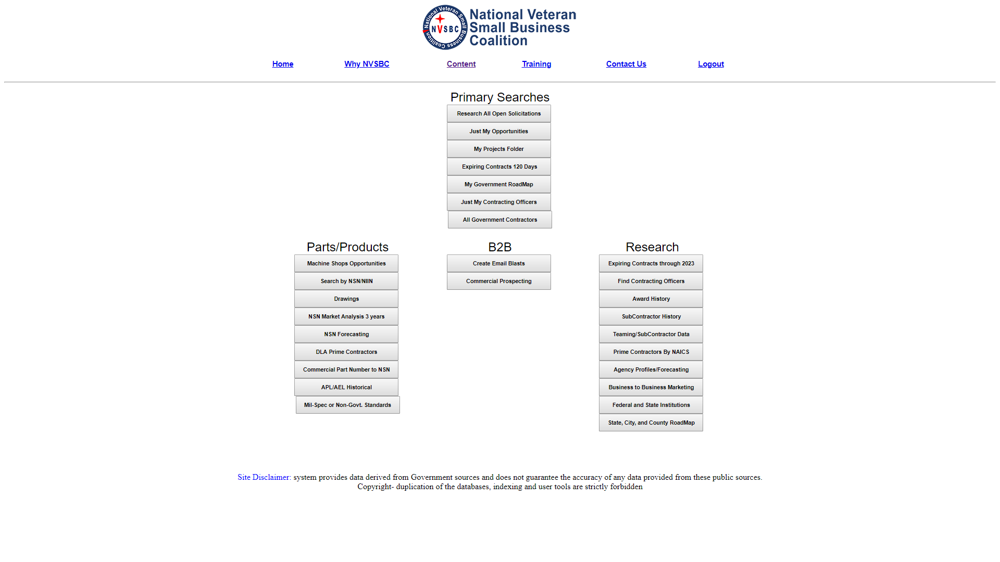 National Veteran Small Business Coalition
NVSBC
National Veteran
Small Business
Coalition
Home Why NVSBC Content Training Contact Us Logout
Primary Searches
Research All Open Solicitations
Just My Opportunities
My Projects Folder
Expiring Contracts 120 Days
My Government RoadMap
Just My Contracting Officers
All Government Contractors
Parts/Products
Machine Shops Opportunities
Search by NSN/NIIN
Drawings
NSN Market Analysis 3 years
NSN Forecasting
DLA Prime Contractors
Commercial Part Number to NSN
APL/AEL Historical
Mil-Spec or Non-Govt. Standards
B2B
Create Email Blasts
Commercial Prospecting
Research
Expiring Contracts through 2023
Find Contracting Officers
Award History
SubContractor History
Teaming/SubContractor Data
Prime Contractors By NAICS
Agency Profiles/Forecasting
Business to Business Marketing
Federal and State Institutions
State, City, and County RoadMap
Site Disclaimer: system provides data derived from Government sources and does not guarantee the accuracy of any data provided from these public sources.
Copyright- duplication of the databases, indexing and user tools are strictly forbidden